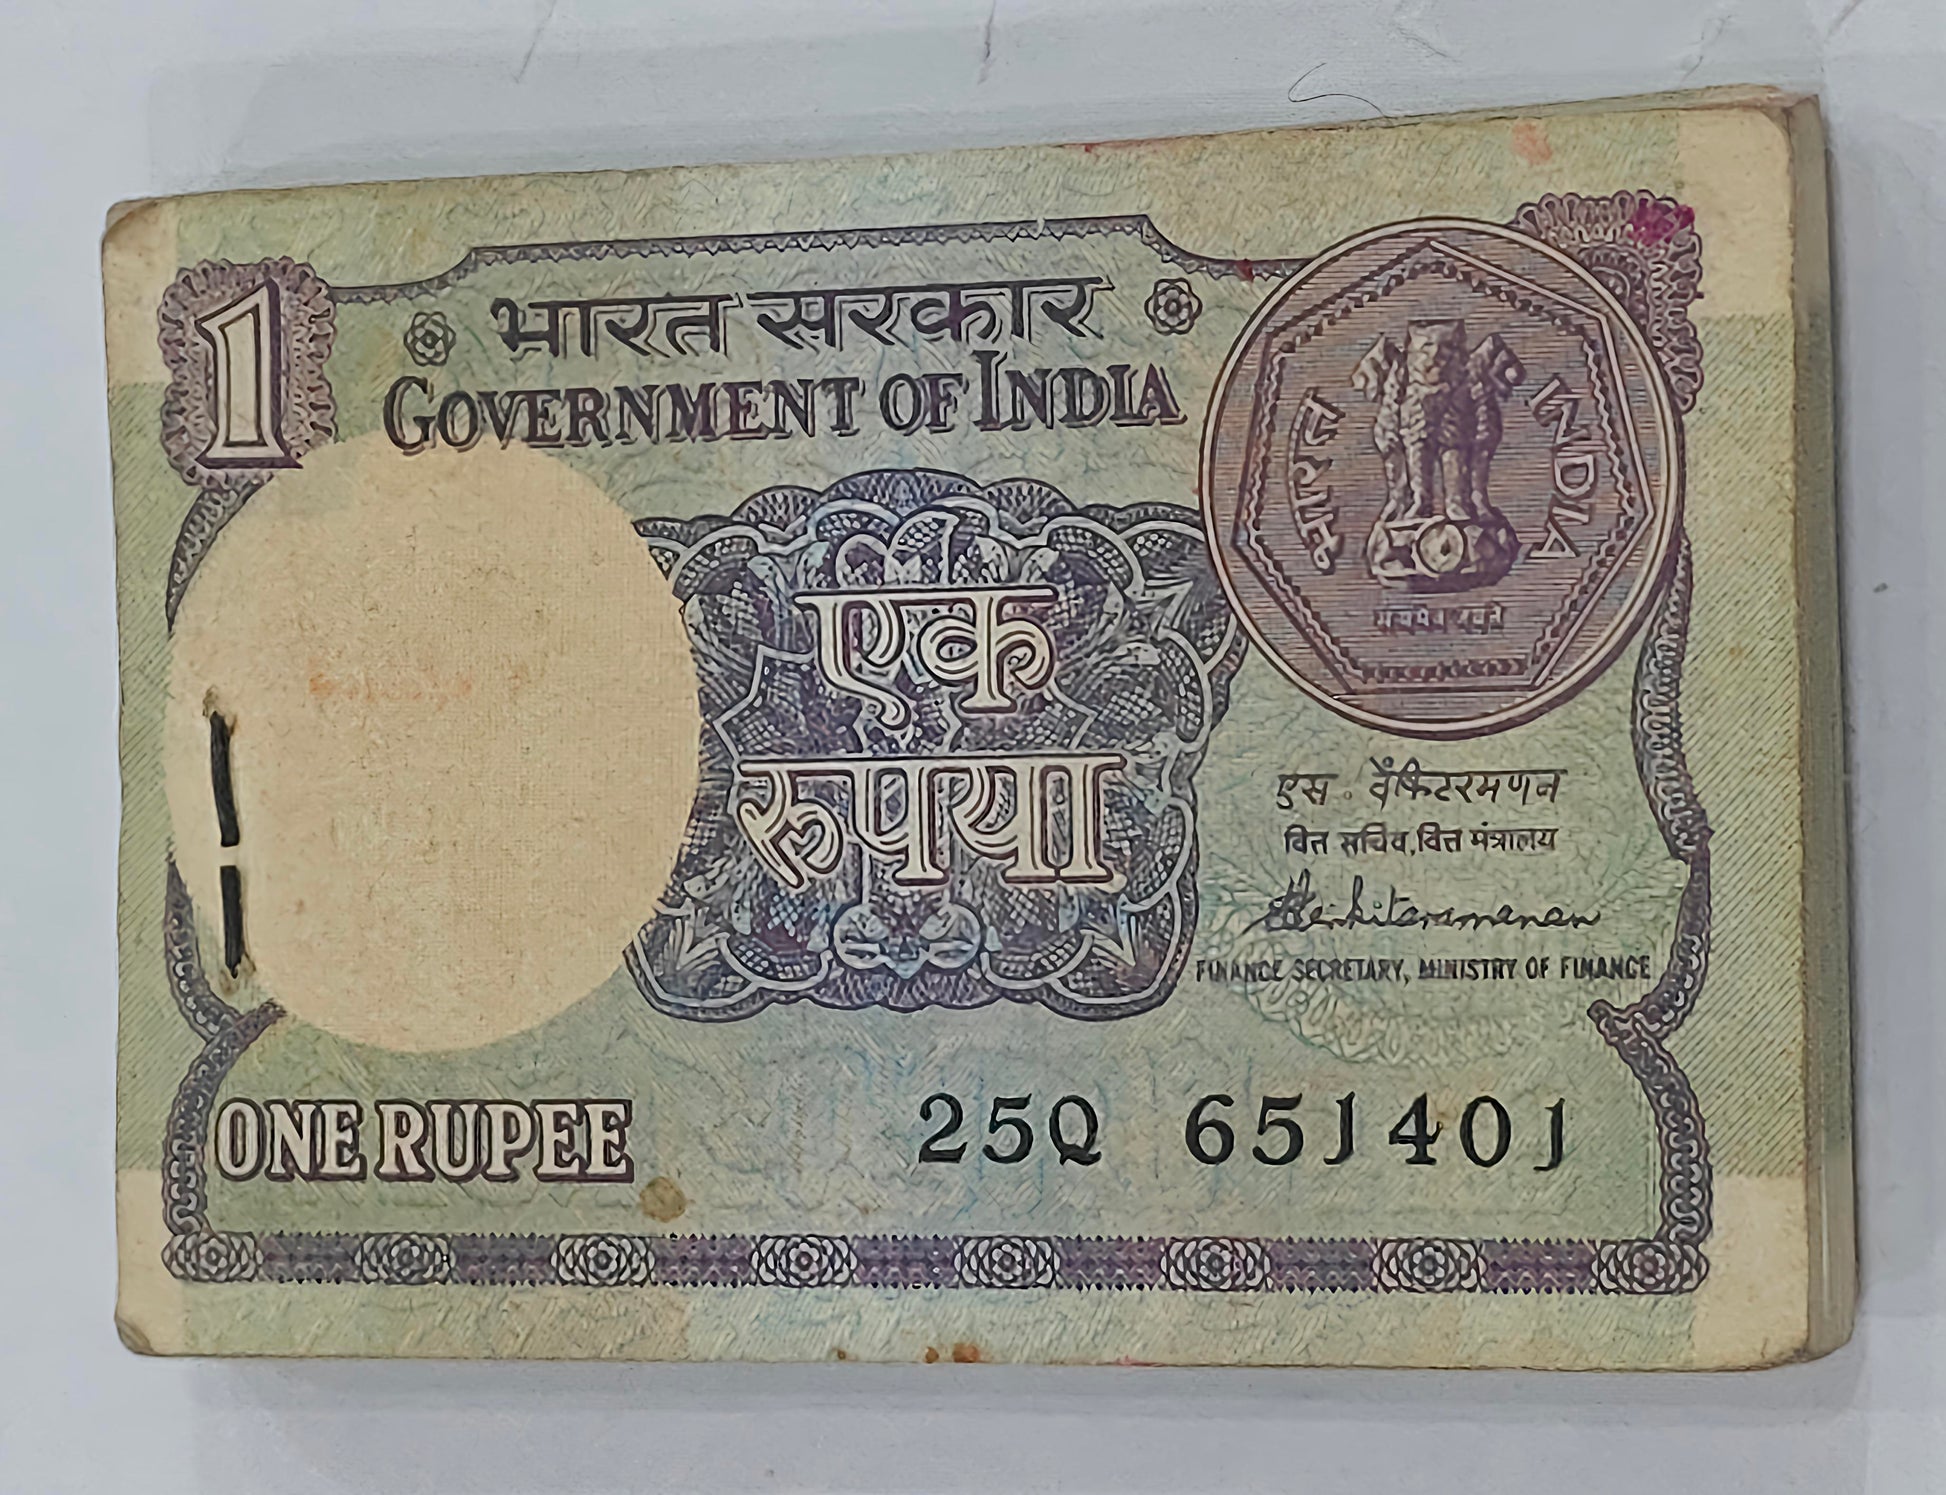 1
भारत सरकार
GOVERNMENT OF INDIA
भारत
INDIA
सत्यमेव जयते
एक
रूपया
एस. वेंकिटरमणन
वित्त सचिव, वित्त मंत्रालय
Venkitaramanan
FINANCE SECRETARY, MINISTRY OF FINANCE
ONE RUPEE
25Q 651401